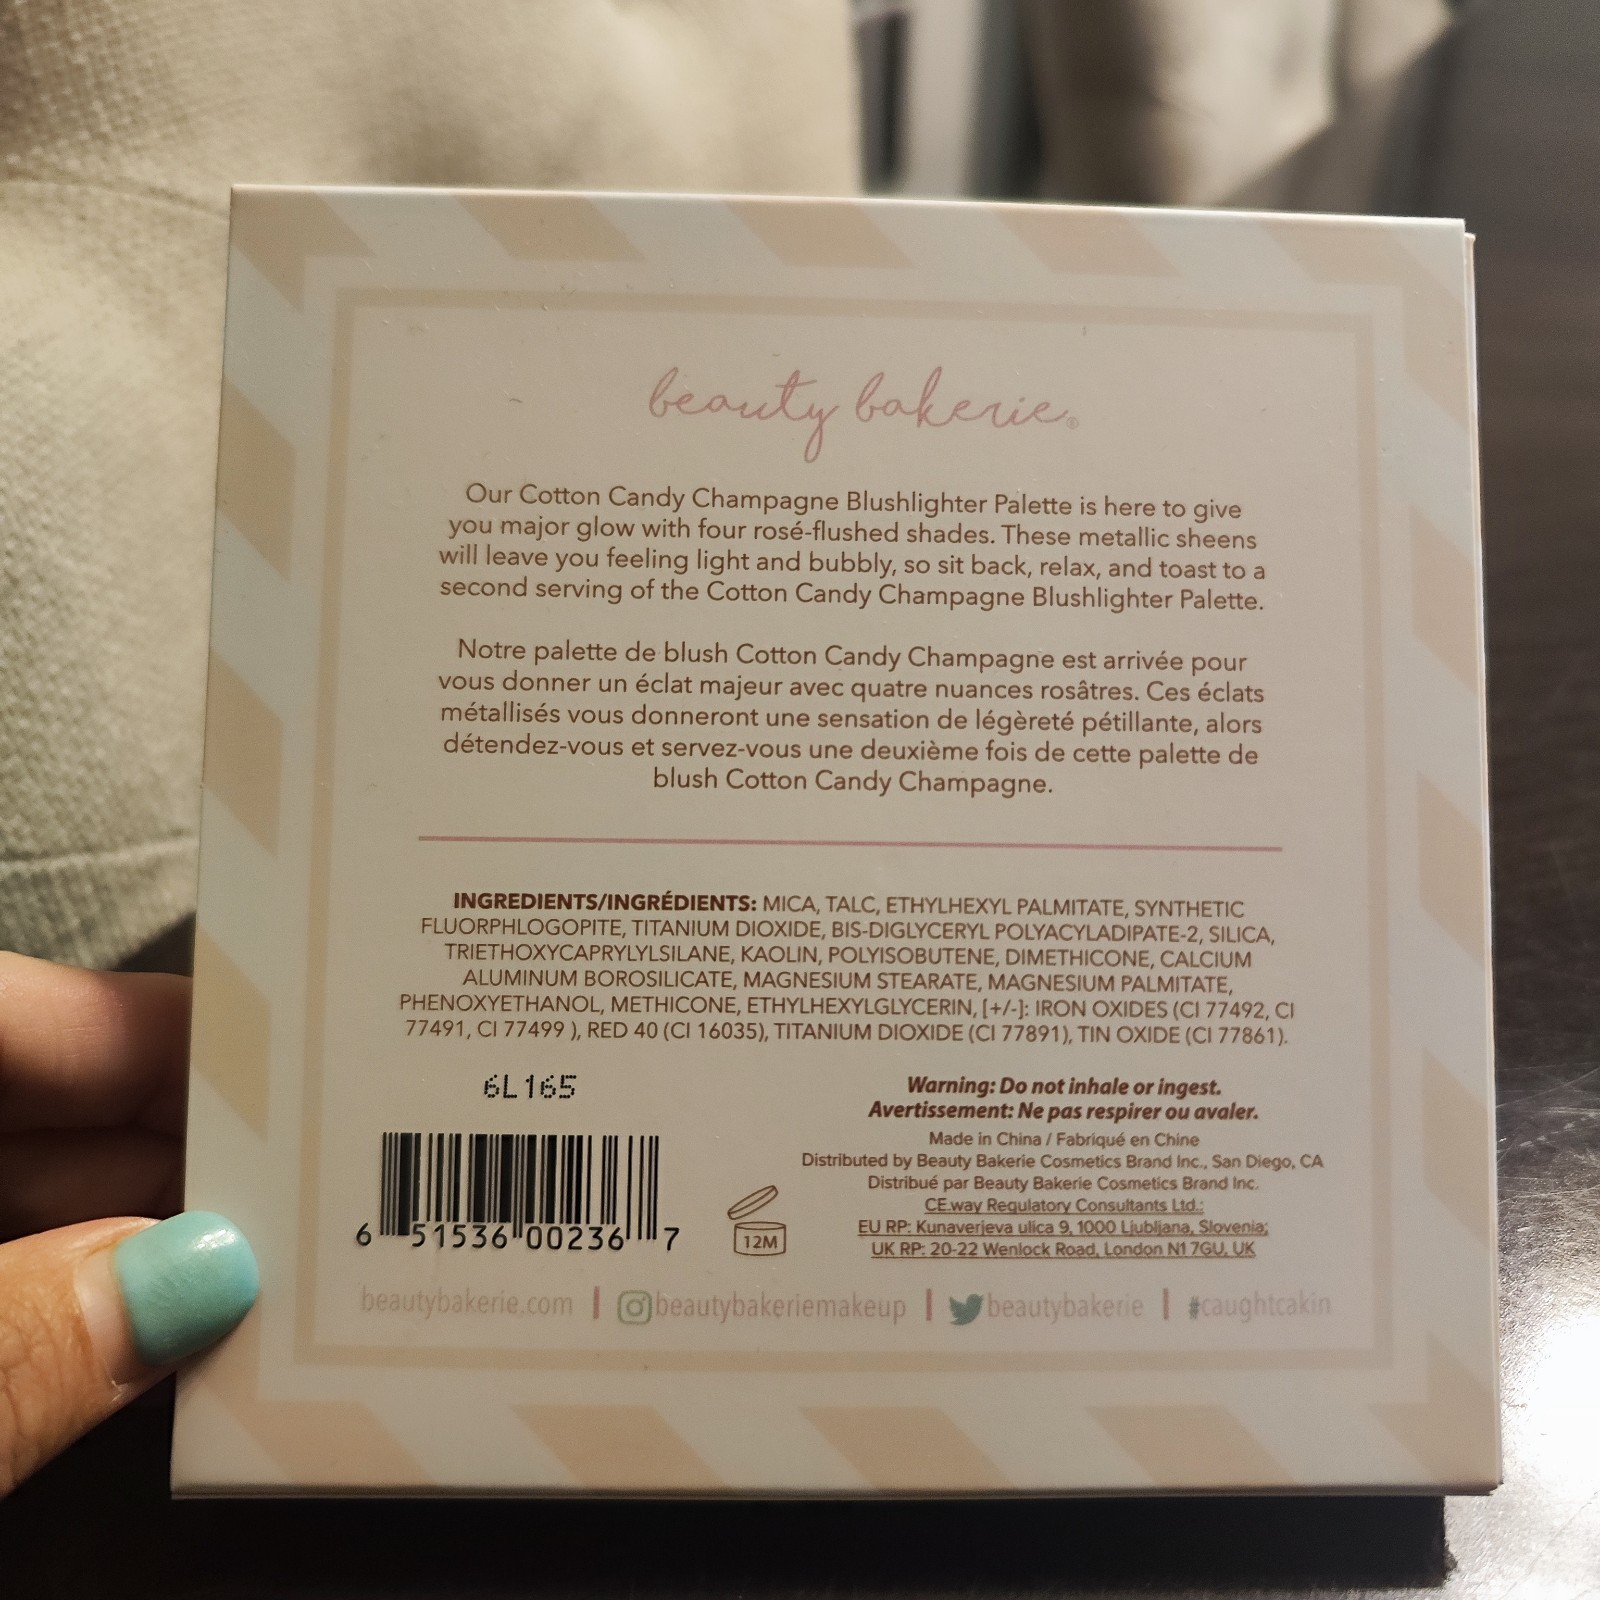 beauty bakerie®
Our Cotton Candy Champagne Blushlighter Palette is here to give
you major glow with four rosé-flushed shades. These metallic sheens
will leave you feeling light and bubbly, so sit back, relax, and toast to a
second serving of the Cotton Candy Champagne Blushlighter Palette.
Notre palette de blush Cotton Candy Champagne est arrivée pour
vous donner un éclat majeur avec quatre nuances rosâtres. Ces éclats
métallisés vous donneront une sensation de légèreté pétillante, alors
détendez-vous et servez-vous une deuxième fois de cette palette de
blush Cotton Candy Champagne.
INGREDIENTS/INGRÉDIENTS: MICA, TALC, ETHYLHEXYL PALMITATE, SYNTHETIC
FLUORPHLOGOPITE, TITANIUM DIOXIDE, BIS-DIGLYCERYL POLYACYLADIPATE-2, SILICA,
TRIETHOXYCAPRYLYLSILANE, KAOLIN, POLYISOBUTENE, DIMETHICONE, CALCIUM
ALUMINUM BOROSILICATE, MAGNESIUM STEARATE, MAGNESIUM PALMITATE,
PHENOXYETHANOL, METHICONE, ETHYLHEXYLGLYCERIN, [+/-]: IRON OXIDES (CI 77492, CI
77491, CI 77499 ), RED 40 (CI 16035), TITANIUM DIOXIDE (CI 77891), TIN OXIDE (CI 77861).
6L165
6 51536 00236 7
12M
Warning: Do not inhale or ingest.
Avertissement: Ne pas respirer ou avaler.
Made in China / Fabriqué en Chine
Distributed by Beauty Bakerie Cosmetics Brand Inc., San Diego, CA
Distribué par Beauty Bakerie Cosmetics Brand Inc.
CE.way Regulatory Consultants Ltd.:
EU RP: Kunaverjeva ulica 9, 1000 Ljubljana, Slovenia;
UK RP: 20-22 Wenlock Road, London N1 7GU, UK
beautybakerie.com | beautybakeriemakeup | beautybakerie | #caughtcakin